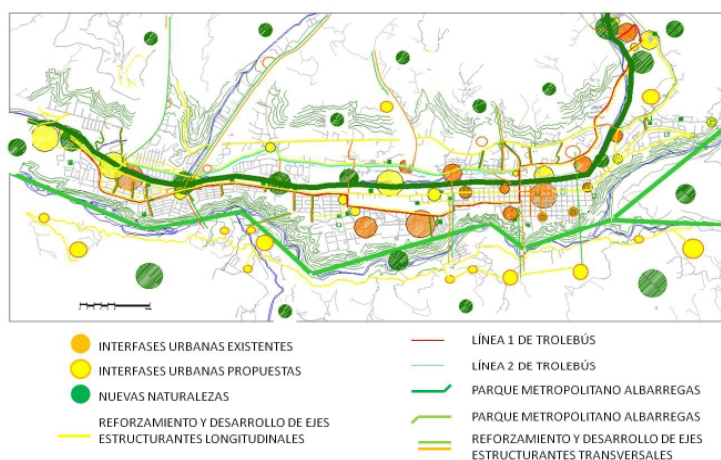 INTERFASES URBANAS EXISTENTES
INTERFASES URBANAS PROPUESTAS
NUEVAS NATURALEZAS
REFORZAMIENTO Y DESARROLLO DE EJES
ESTRUCTURANTES LONGITUDINALES
LÍNEA 1 DE TROLEBÚS
LÍNEA 2 DE TROLEBÚS
PARQUE METROPOLITANO ALBARREGAS
PARQUE METROPOLITANO ALBARREGAS
REFORZAMIENTO Y DESARROLLO DE EJES
ESTRUCTURANTES TRANSVERSALES